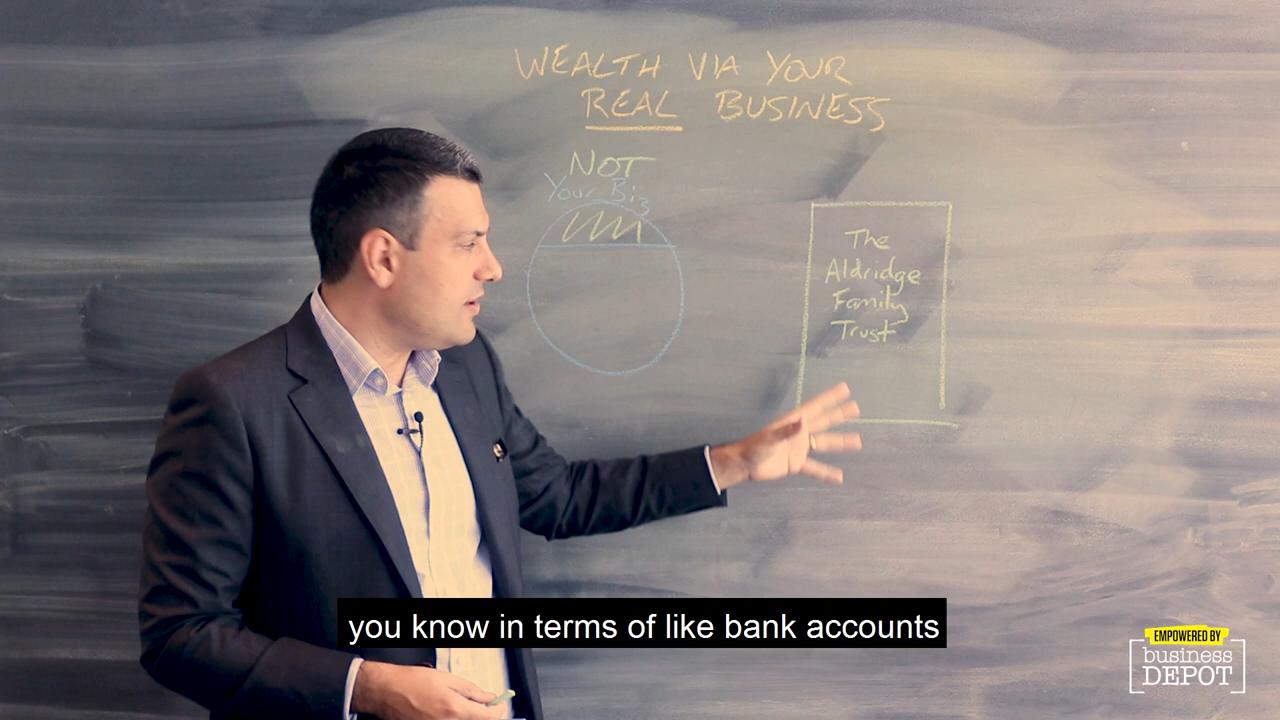 WEALTH VIA YOUR
REAL BUSINESS
NOT
Your Biz
The
Aldridge
Family
Trust
you know in terms of like bank accounts
EMPOWERED BY
business
DEPOT